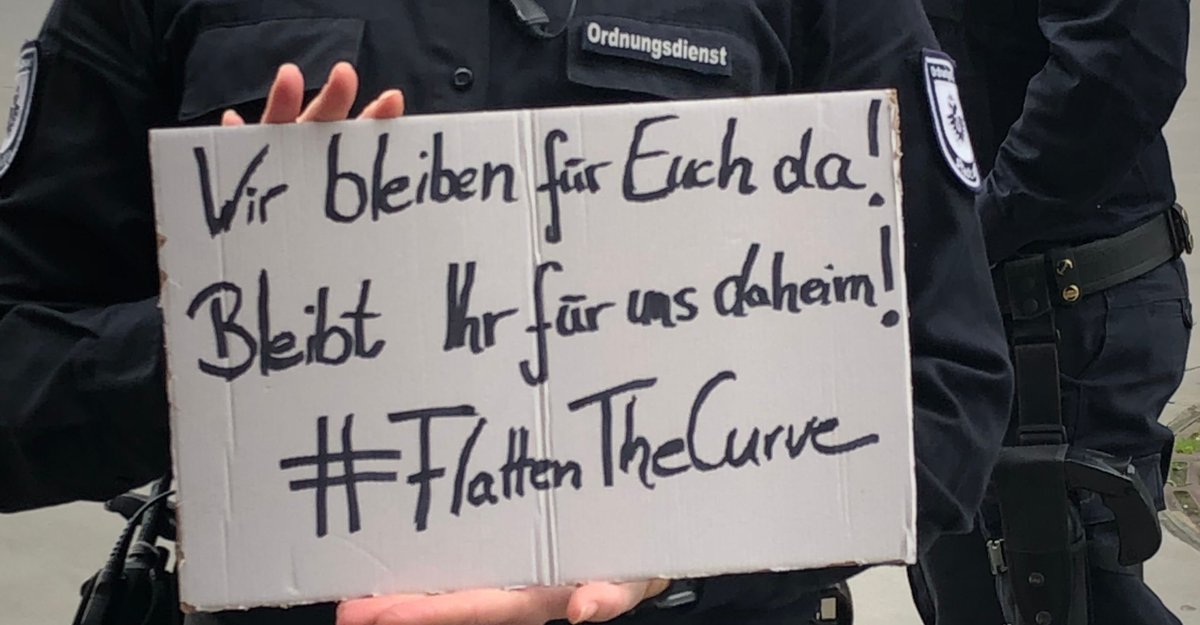 Ordnungsdienst
Wir bleiben für Euch da!
Bleibt Ihr für uns daheim!
#FlattenTheCurve